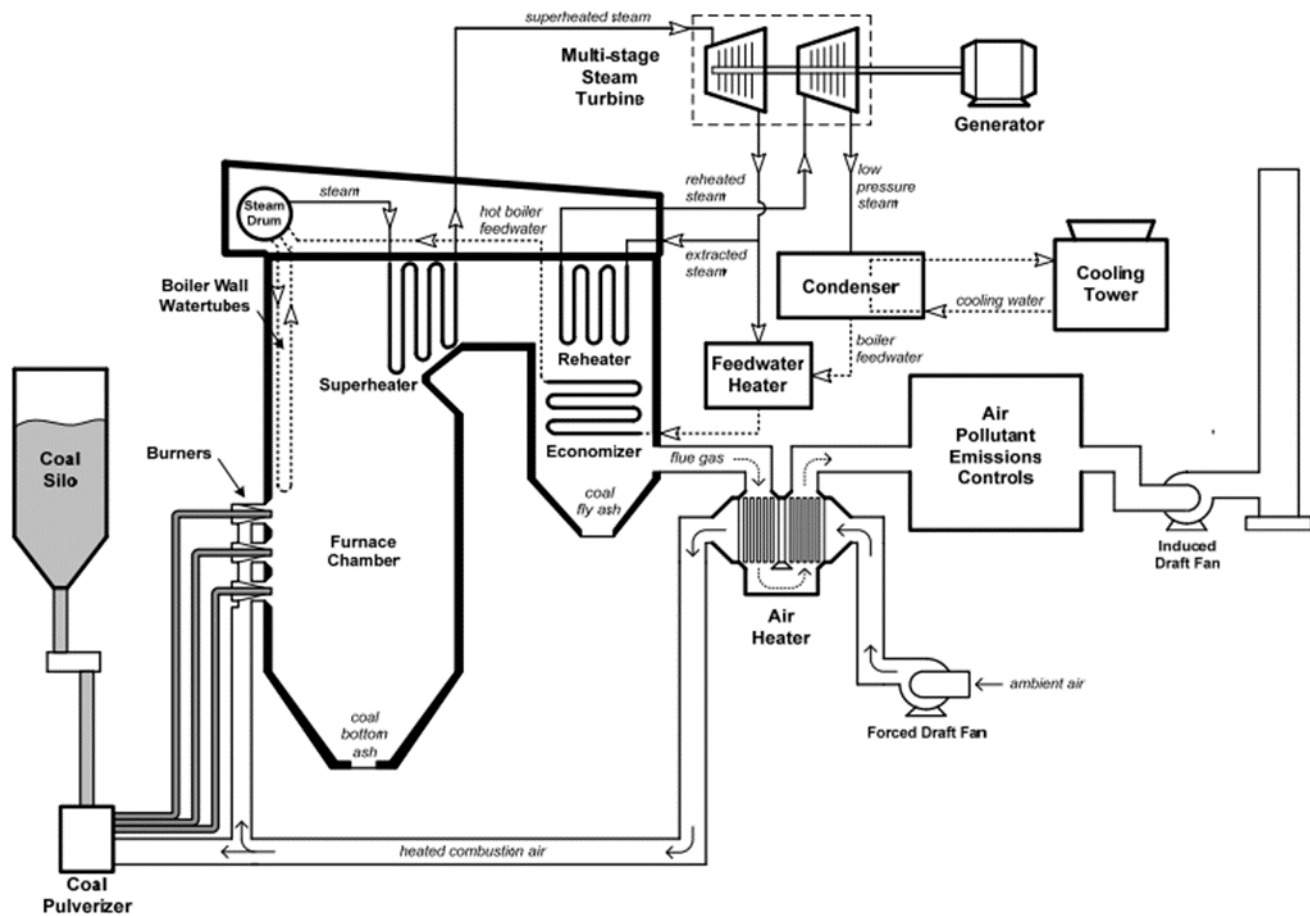 superheated steam
Multi-stage
Steam
Turbine
Generator
steam
Steam
Drum
hot boiler
feedwater
reheated
steam
low
pressure
steam
extracted
steam
Boiler Wall
Watertubes
Condenser
cooling water
Cooling
Tower
Superheater
Reheater
Feedwater
Heater
boiler
feedwater
Coal
Silo
Burners
Economizer
flue gas
Air
Pollutant
Emissions
Controls
coal
fly ash
Furnace
Chamber
Induced
Draft Fan
Air
Heater
ambient air
Forced Draft Fan
coal
bottom
ash
heated combustion air
Coal
Pulverizer